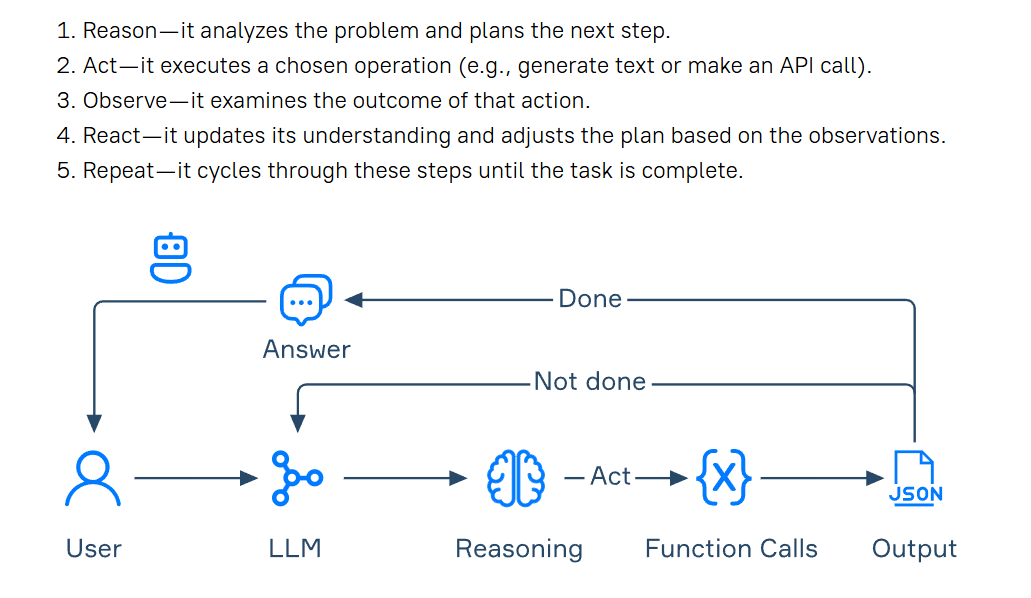 1. Reason—it analyzes the problem and plans the next step.
2. Act—it executes a chosen operation (e.g., generate text or make an API call).
3. Observe—it examines the outcome of that action.
4. React—it updates its understanding and adjusts the plan based on the observations.
5. Repeat—it cycles through these steps until the task is complete.
Done
Answer
Not done
Act
{X}
JSON
User
LLM
Reasoning
Function Calls
Output